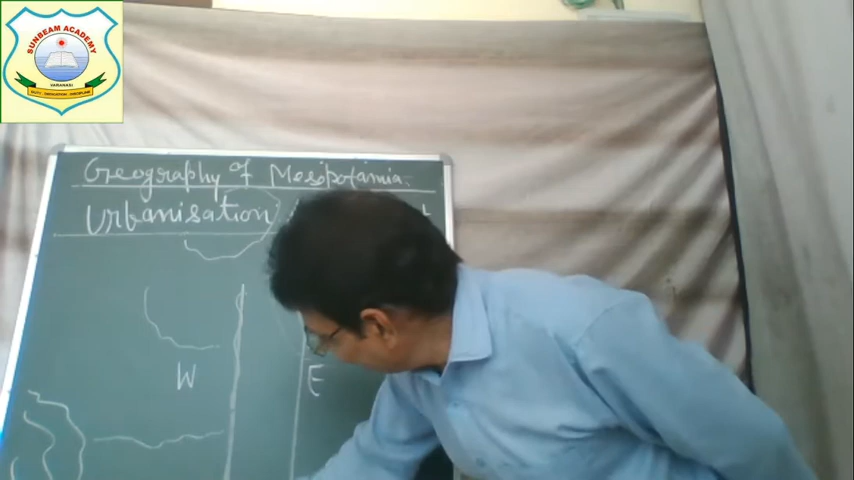 SUNBEAM ACADEMY
VARANASI
Geography of Mesopotamia.
Urbanisation
W
E